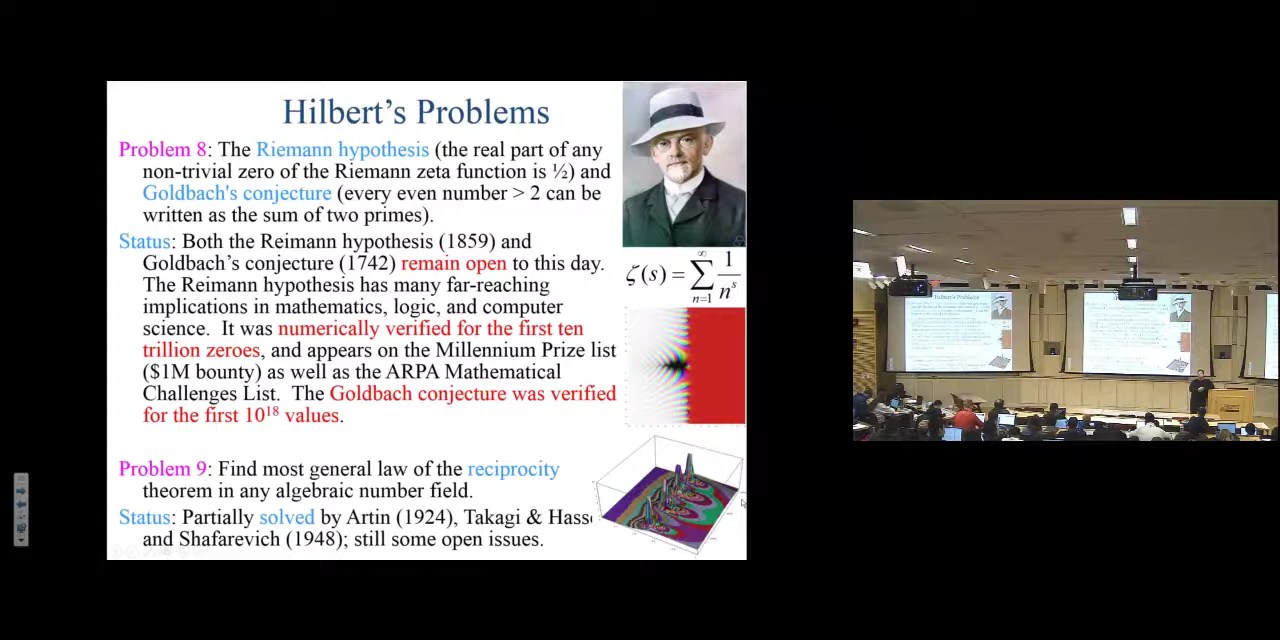 Hilbert's Problems
Problem 8: The Riemann hypothesis (the real part of any
non-trivial zero of the Riemann zeta function is ½) and
Goldbach's conjecture (every even number > 2 can be
written as the sum of two primes).
Status: Both the Reimann hypothesis (1859) and
Goldbach's conjecture (1742) remain open to this day.
The Reimann hypothesis has many far-reaching
implications in mathematics, logic, and computer
science. It was numerically verified for the first ten
trillion zeroes, and appears on the Millennium Prize list
($1M bounty) as well as the ARPA Mathematical
Challenges List. The Goldbach conjecture was verified
for the first 10¹⁸ values.
ζ(s) = ∑ n=1 ∞ 1/nˢ
Problem 9: Find most general law of the reciprocity
theorem in any algebraic number field.
Status: Partially solved by Artin (1924), Takagi & Hass
and Shafarevich (1948); still some open issues.
Hilbert's Problems